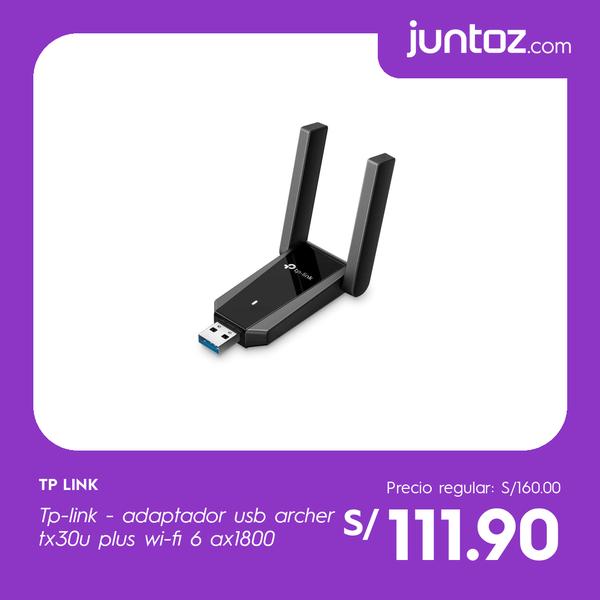 juntoz.com
tp-link
TP LINK
Tp-link - adaptador usb archer
tx30u plus wi-fi 6 ax1800
Precio regular: S/160.00
S/ 111.90